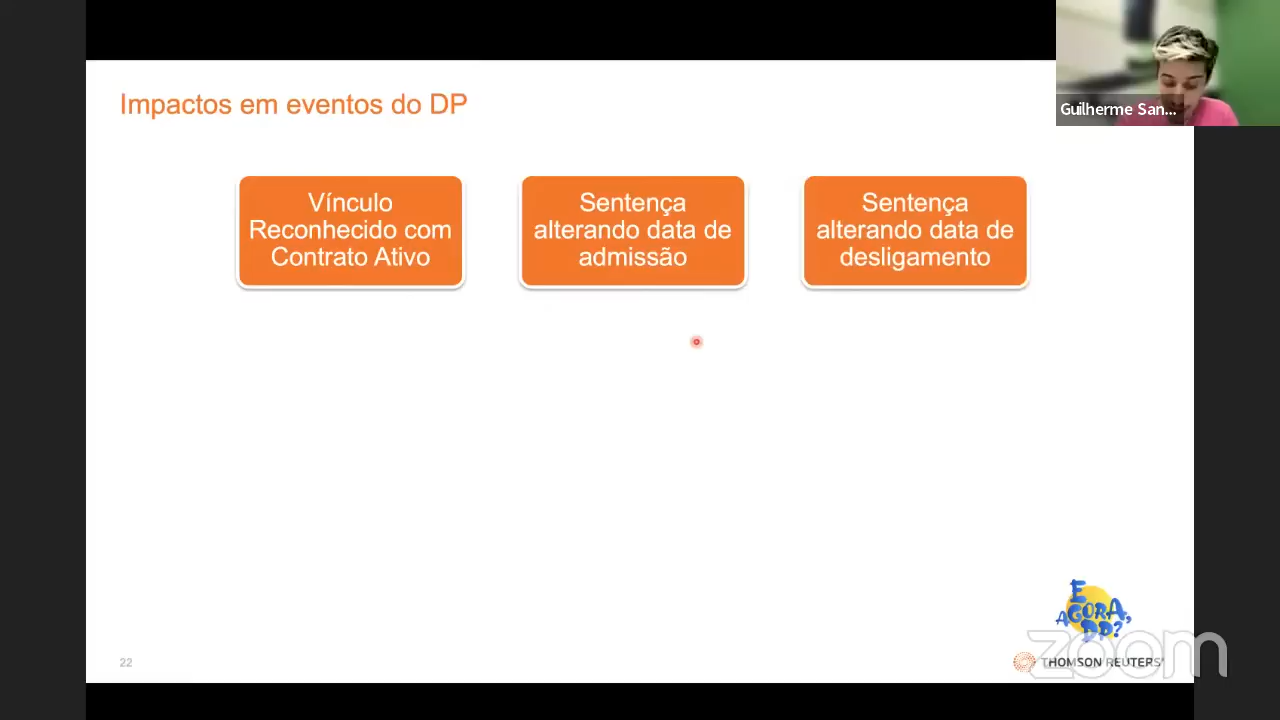 Impactos em eventos do DP
Guilherme San...
Vínculo
Reconhecido com
Contrato Ativo
Sentença
alterando data de
admissão
Sentença
alterando data de
desligamento
E
AGORA,
DP?
zoom
22
THOMSON REUTERS